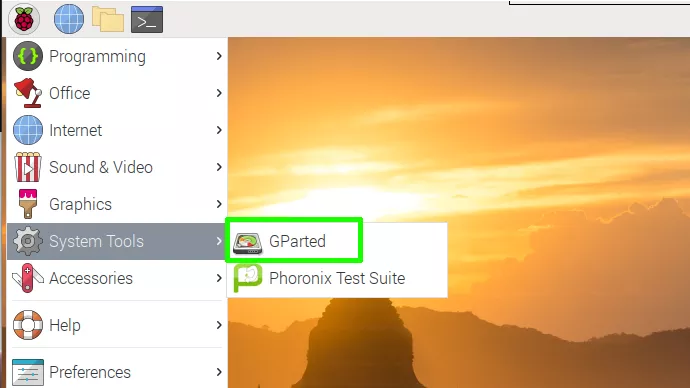 Programming
Office
Internet
Sound & Video
Graphics
System Tools
GParted
Accessories
Phoronix Test Suite
Help
Preferences